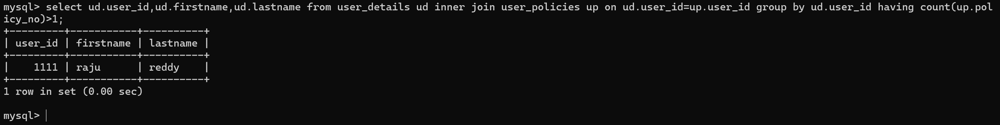 mysql> select ud.user_id,ud.firstname,ud.lastname from user_details ud inner join user_policies up on ud.user_id=up.user_id group by ud.user_id having count(up.pol
icy_no)>1;
+---------+-----------+----------+
| user_id | firstname | lastname |
+---------+-----------+----------+
|    1111 | raju      | reddy    |
+---------+-----------+----------+
1 row in set (0.00 sec)

mysql>